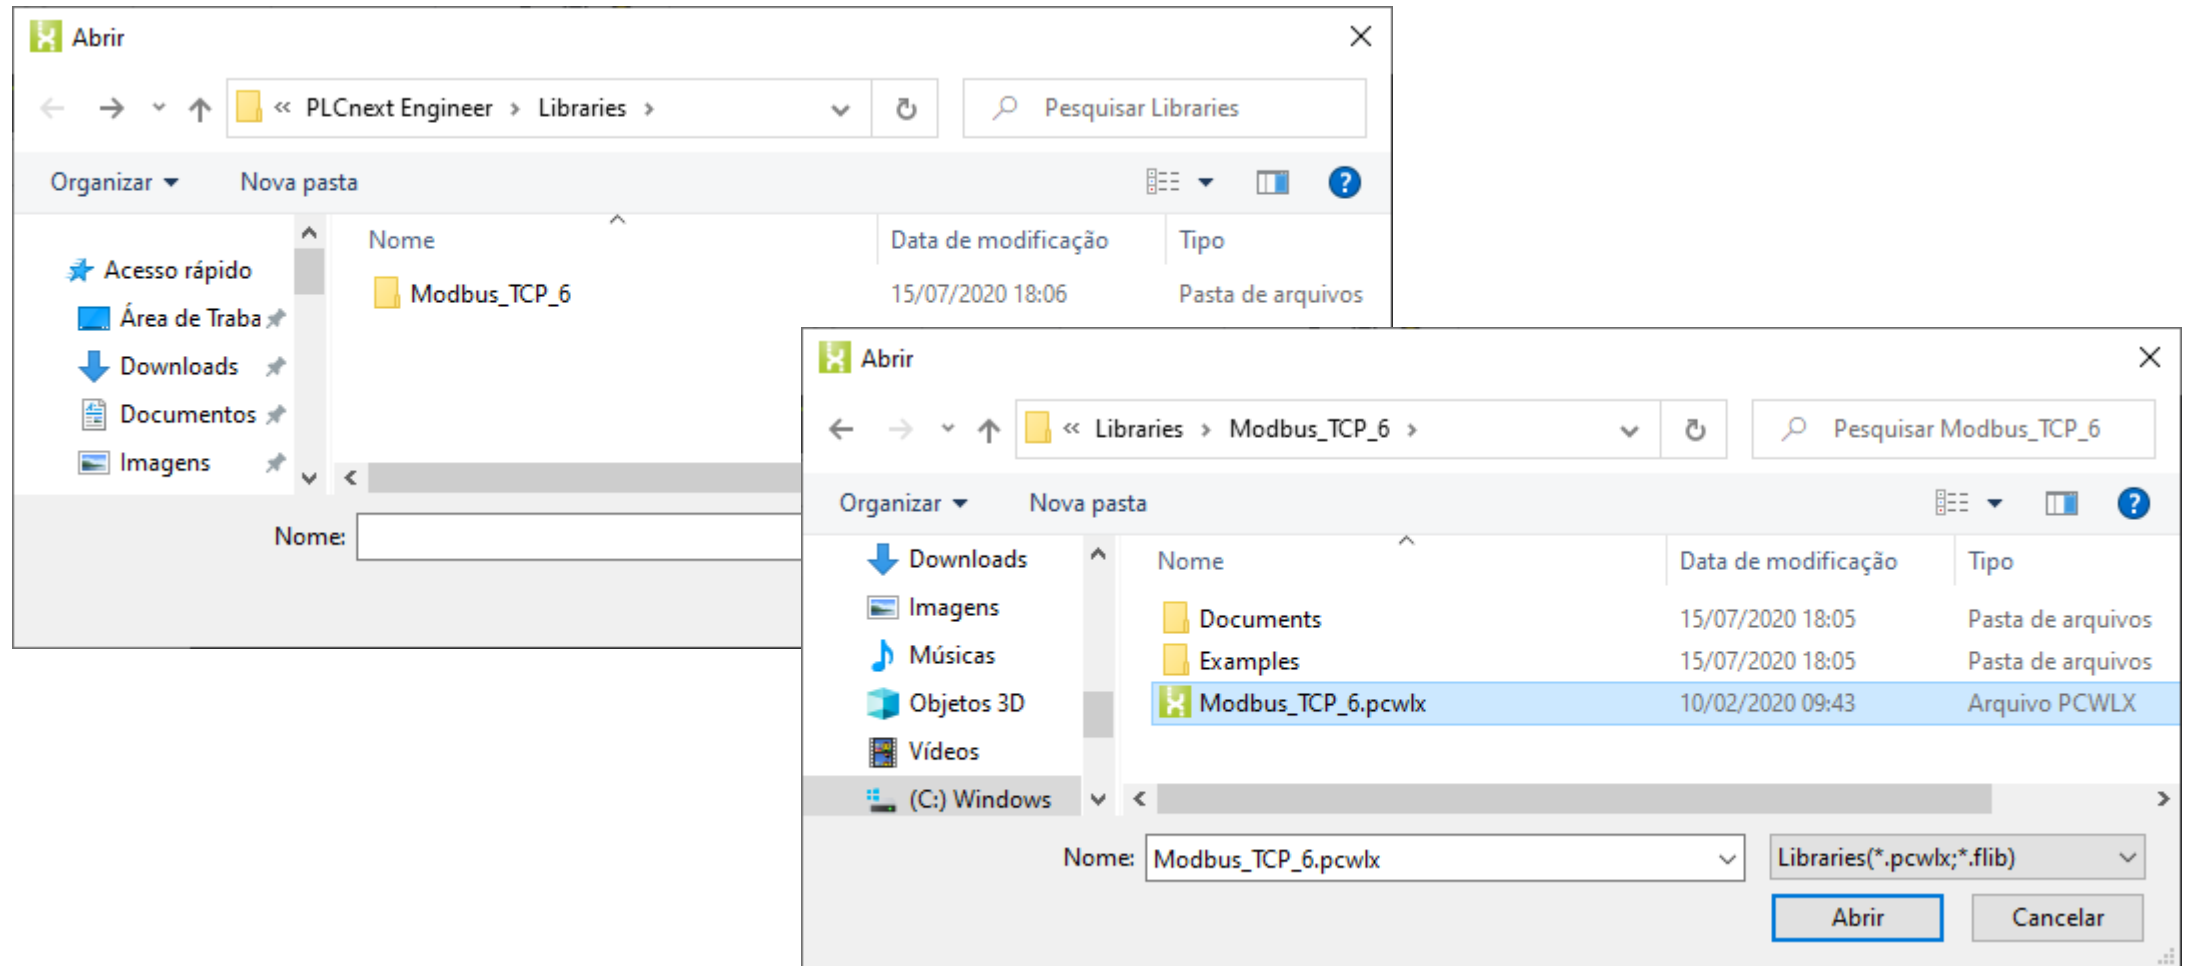 Abrir
« PLCnext Engineer > Libraries >
Pesquisar Libraries
Organizar
Nova pasta
Nome
Data de modificação
Tipo
Acesso rápido
Modbus_TCP_6
15/07/2020 18:06
Pasta de arquivos
Área de Traba
Downloads
Documentos
Imagens
Nome:
Abrir
« Libraries > Modbus_TCP_6 >
Pesquisar Modbus_TCP_6
Organizar
Nova pasta
Downloads
Nome
Data de modificação
Tipo
Imagens
Documents
15/07/2020 18:05
Pasta de arquivos
Músicas
Examples
15/07/2020 18:05
Pasta de arquivos
Objetos 3D
Modbus_TCP_6.pcwlx
10/02/2020 09:43
Arquivo PCWLX
Vídeos
(C:) Windows
Nome:
Modbus_TCP_6.pcwlx
Libraries(*.pcwlx;*.flib)
Abrir
Cancelar